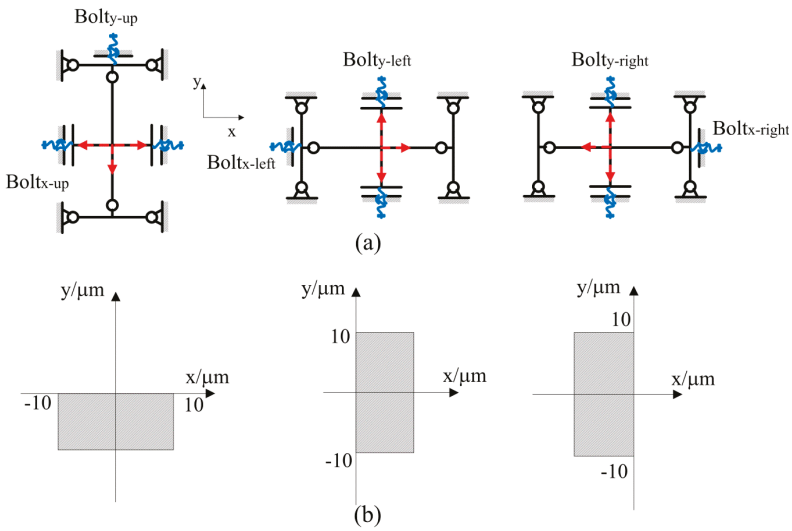 Bolty-up
y
x
Boltx-up
Bolty-left
Boltx-left
Bolty-right
Boltx-right
(a)
y/μm
x/μm
-10
10
y/μm
10
x/μm
-10
y/μm
10
x/μm
-10
(b)